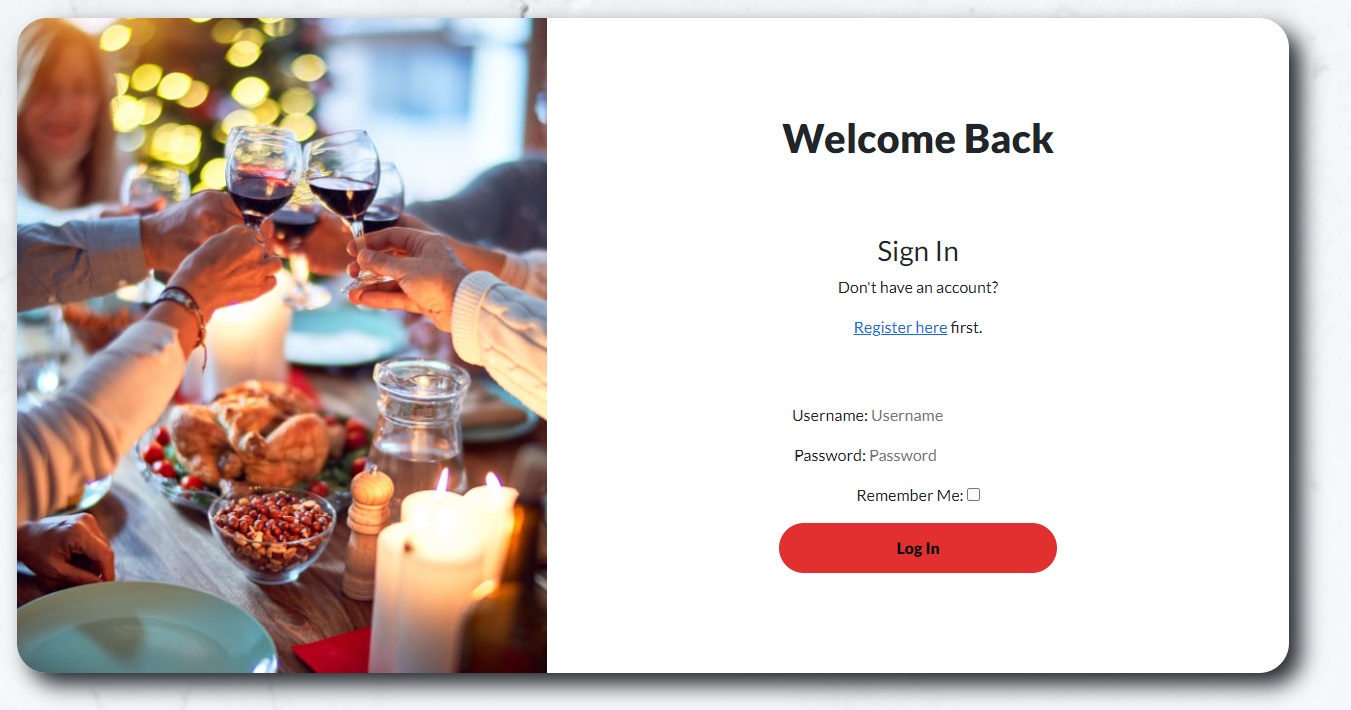 Welcome Back
Sign In
Don't have an account?
Register here first.
Username: Username
Password: Password
Remember Me:
Log In